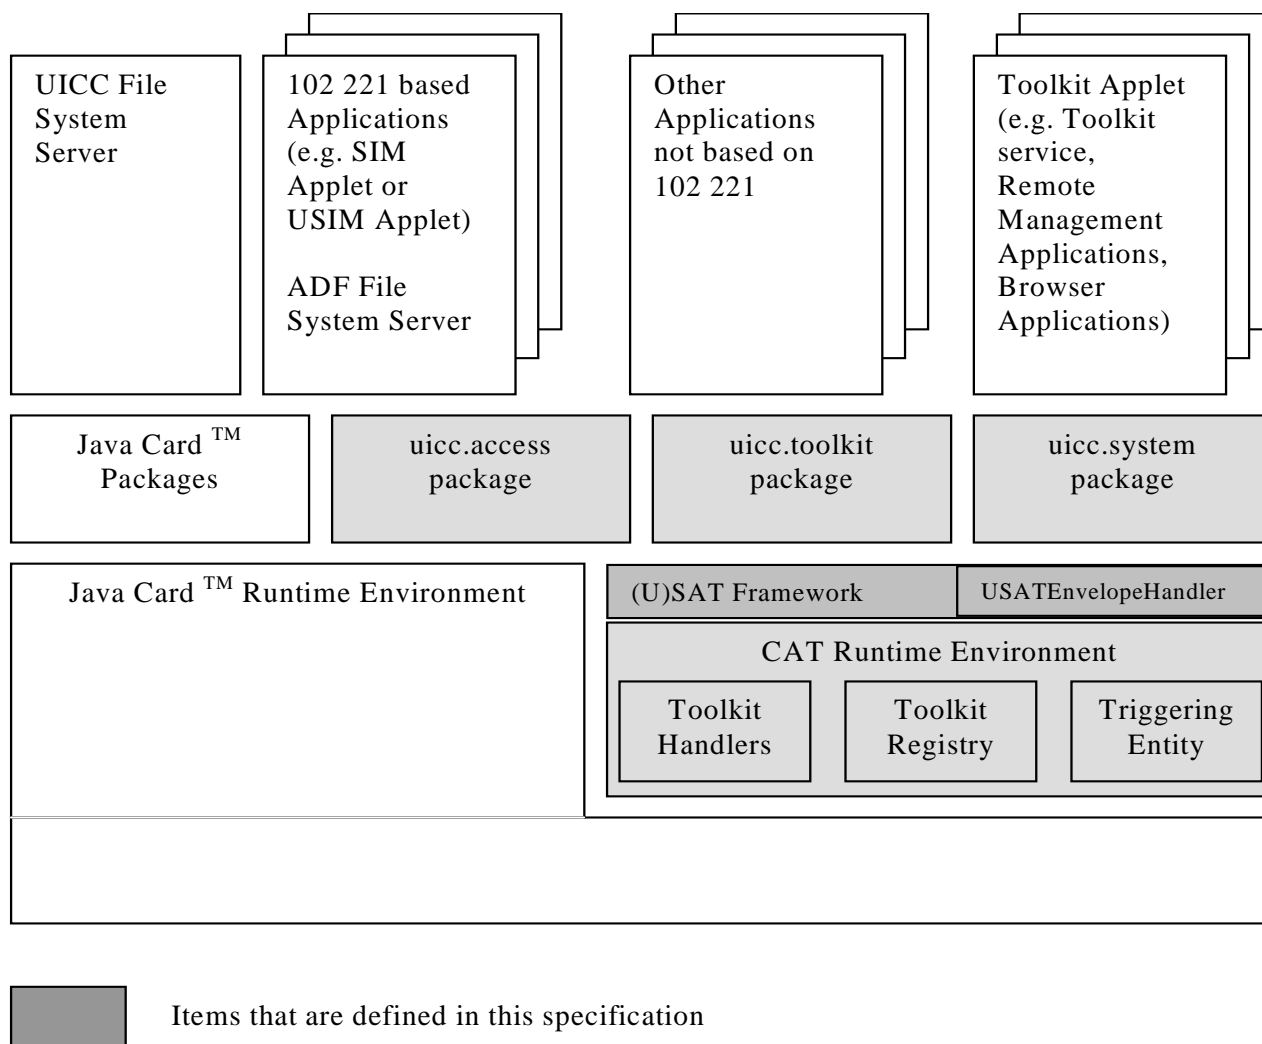 UICC File
System
Server
102 221 based
Applications
(e.g. SIM
Applet or
USIM Applet)
ADF File
System Server
Other
Applications
not based on
102 221
Toolkit Applet
(e.g. Toolkit
service,
Remote
Management
Applications,
Browser
Applications)
Java Card TM
Packages
uicc.access
package
uicc.toolkit
package
uicc.system
package
Java Card TM Runtime Environment
(U)SAT Framework
USATEnvelopeHandler
CAT Runtime Environment
Toolkit
Handlers
Toolkit
Registry
Triggering
Entity
Items that are defined in this specification